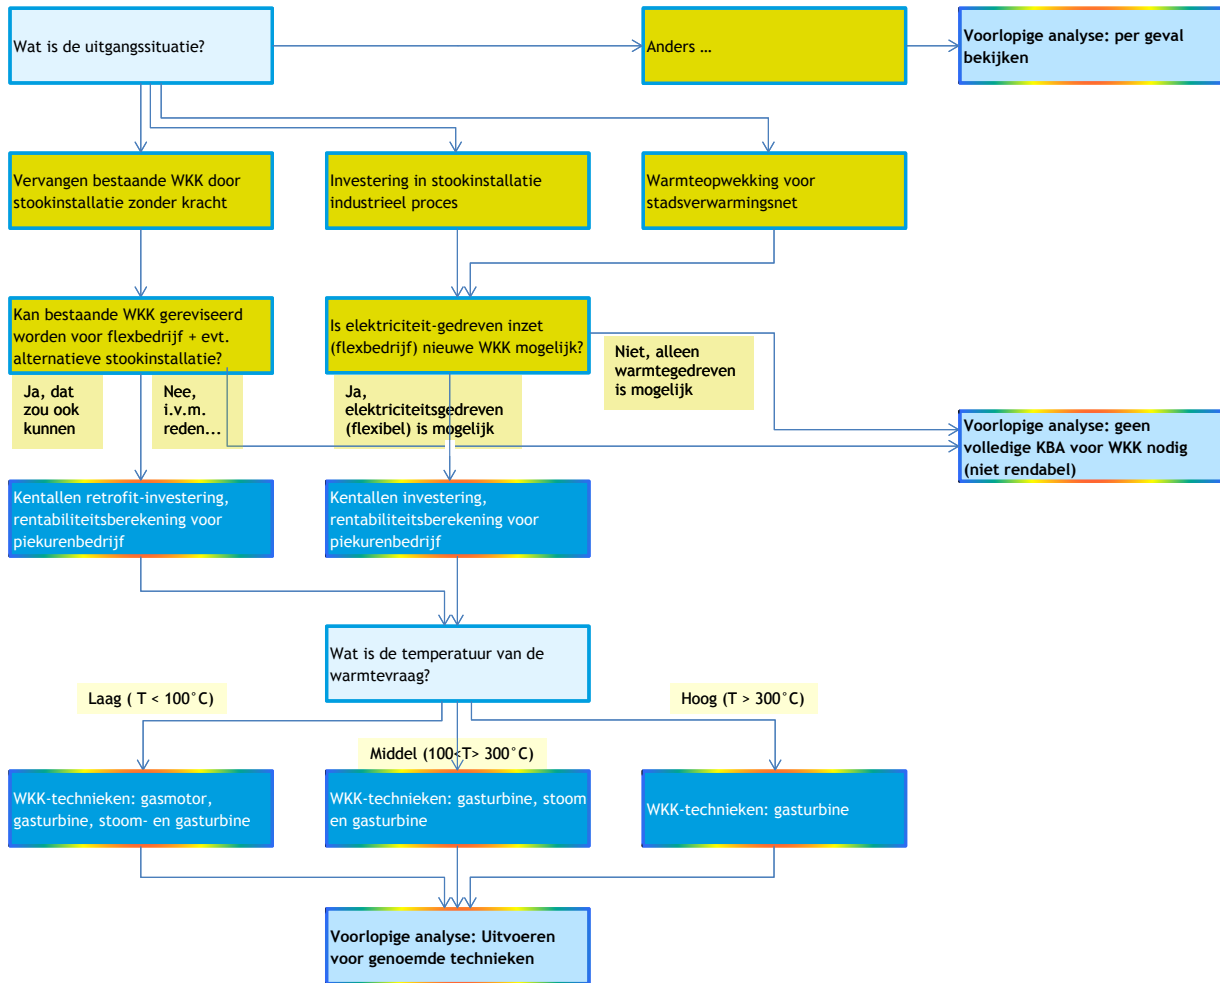 Wat is de uitgangssituatie?
Anders …
Voorlopige analyse: per geval
bekijken
Vervangen bestaande WKK door
stookinstallatie zonder kracht
Investering in stookinstallatie
industrieel proces
Warmteopwekking voor
stadsverwarmingsnet
Kan bestaande WKK gereviseerd
worden voor flexbedrijf + evt.
alternatieve stookinstallatie?
Is elektriciteit-gedreven inzet
(flexbedrijf) nieuwe WKK mogelijk?
Niet, alleen
warmtegedreven
is mogelijk
Ja, dat
zou ook
kunnen
Nee,
i.v.m.
reden...
Ja,
elektriciteitsgedreven
(flexibel) is mogelijk
Voorlopige analyse: geen
volledige KBA voor WKK nodig
(niet rendabel)
Kentallen retrofit-investering,
rentabiliteitsberekening voor
piekurenbedrijf
Kentallen investering,
rentabiliteitsberekening voor
piekurenbedrijf
Wat is de temperatuur van de
warmtevraag?
Laag ( T < 100°C)
Hoog (T > 300°C)
Middel (100<T> 300°C)
WKK-technieken: gasmotor,
gasturbine, stoom- en gasturbine
WKK-technieken: gasturbine, stoom
en gasturbine
WKK-technieken: gasturbine
Voorlopige analyse: Uitvoeren
voor genoemde technieken